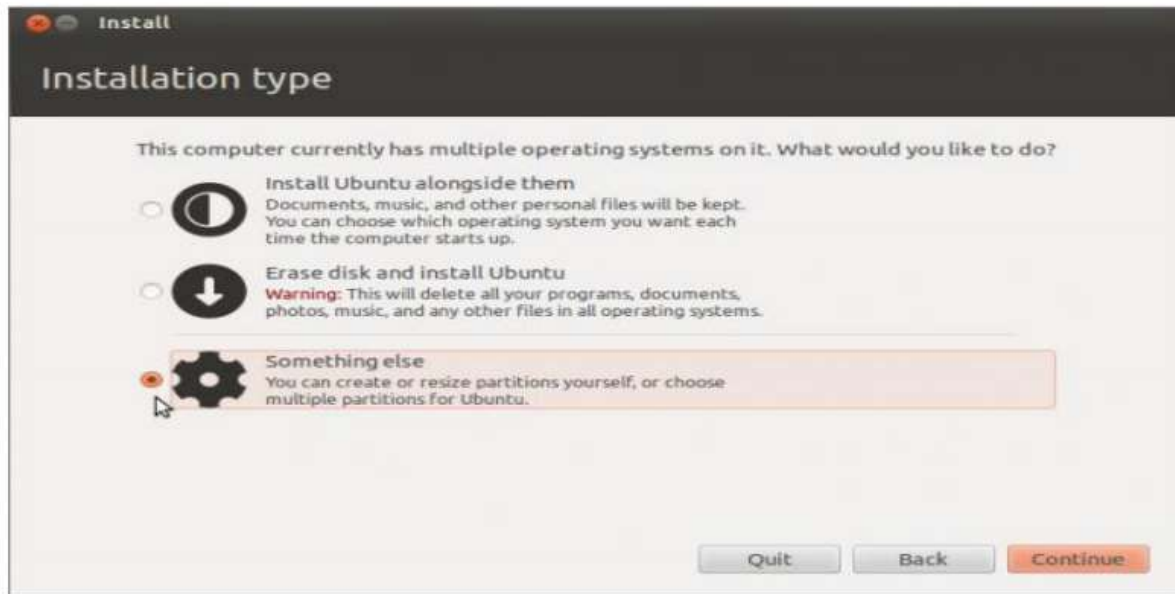 Install
Installation type
This computer currently has multiple operating systems on it. What would you like to do?
Install Ubuntu alongside them
Documents, music, and other personal files will be kept.
You can choose which operating system you want each
time the computer starts up.
Erase disk and install Ubuntu
Warning: This will delete all your programs, documents,
photos, music, and any other files in all operating systems.
Something else
You can create or resize partitions yourself, or choose
multiple partitions for Ubuntu.
Quit
Back
Continue